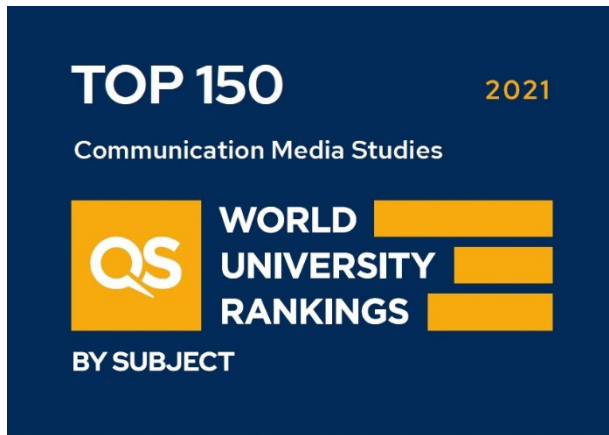 TOP 150 2021
Communication Media Studies
QS WORLD
UNIVERSITY
RANKINGS
BY SUBJECT